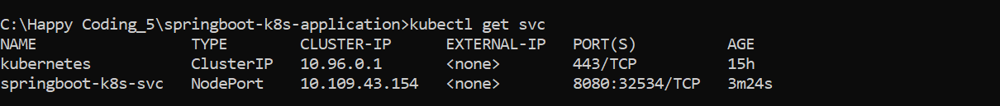 C:\Happy Coding_5\springboot-k8s-application>kubectl get svc
NAME TYPE CLUSTER-IP EXTERNAL-IP PORT(S) AGE
kubernetes ClusterIP 10.96.0.1 <none> 443/TCP 15h
springboot-k8s-svc NodePort 10.109.43.154 <none> 8080:32534/TCP 3m24s